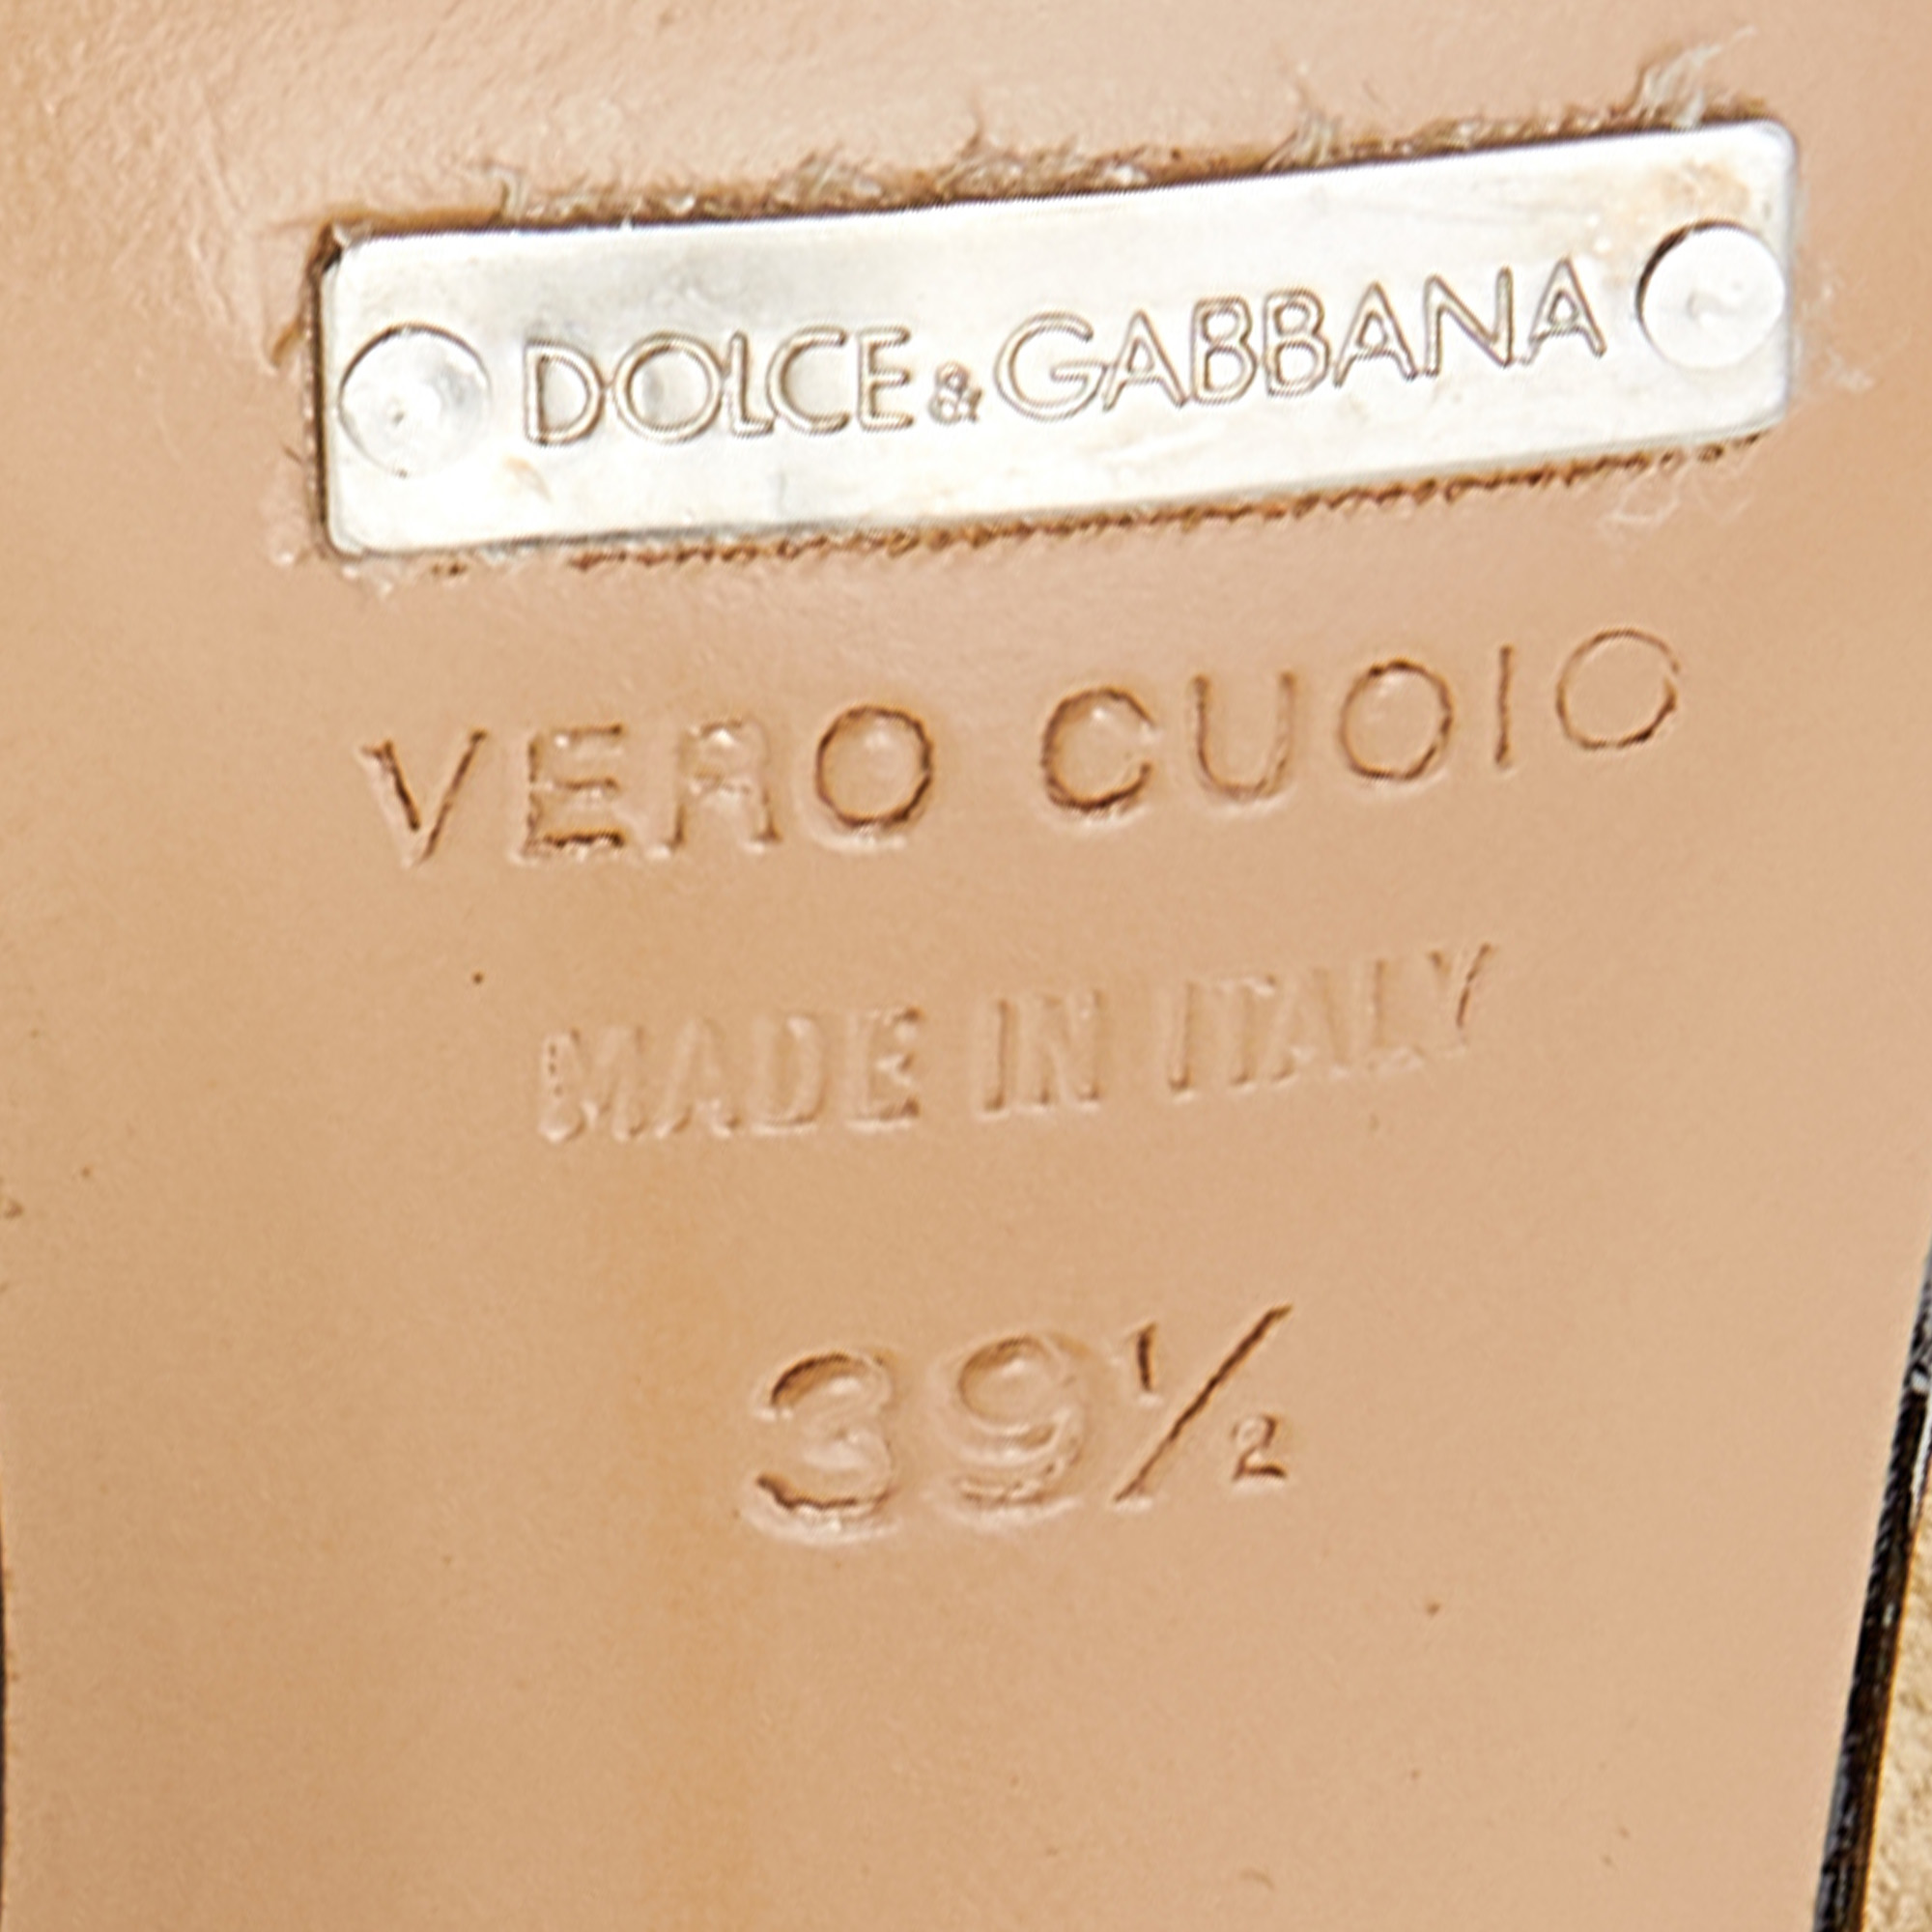 DOLCE&GABBANA
VERO CUOIO
MADE IN ITALY
39½